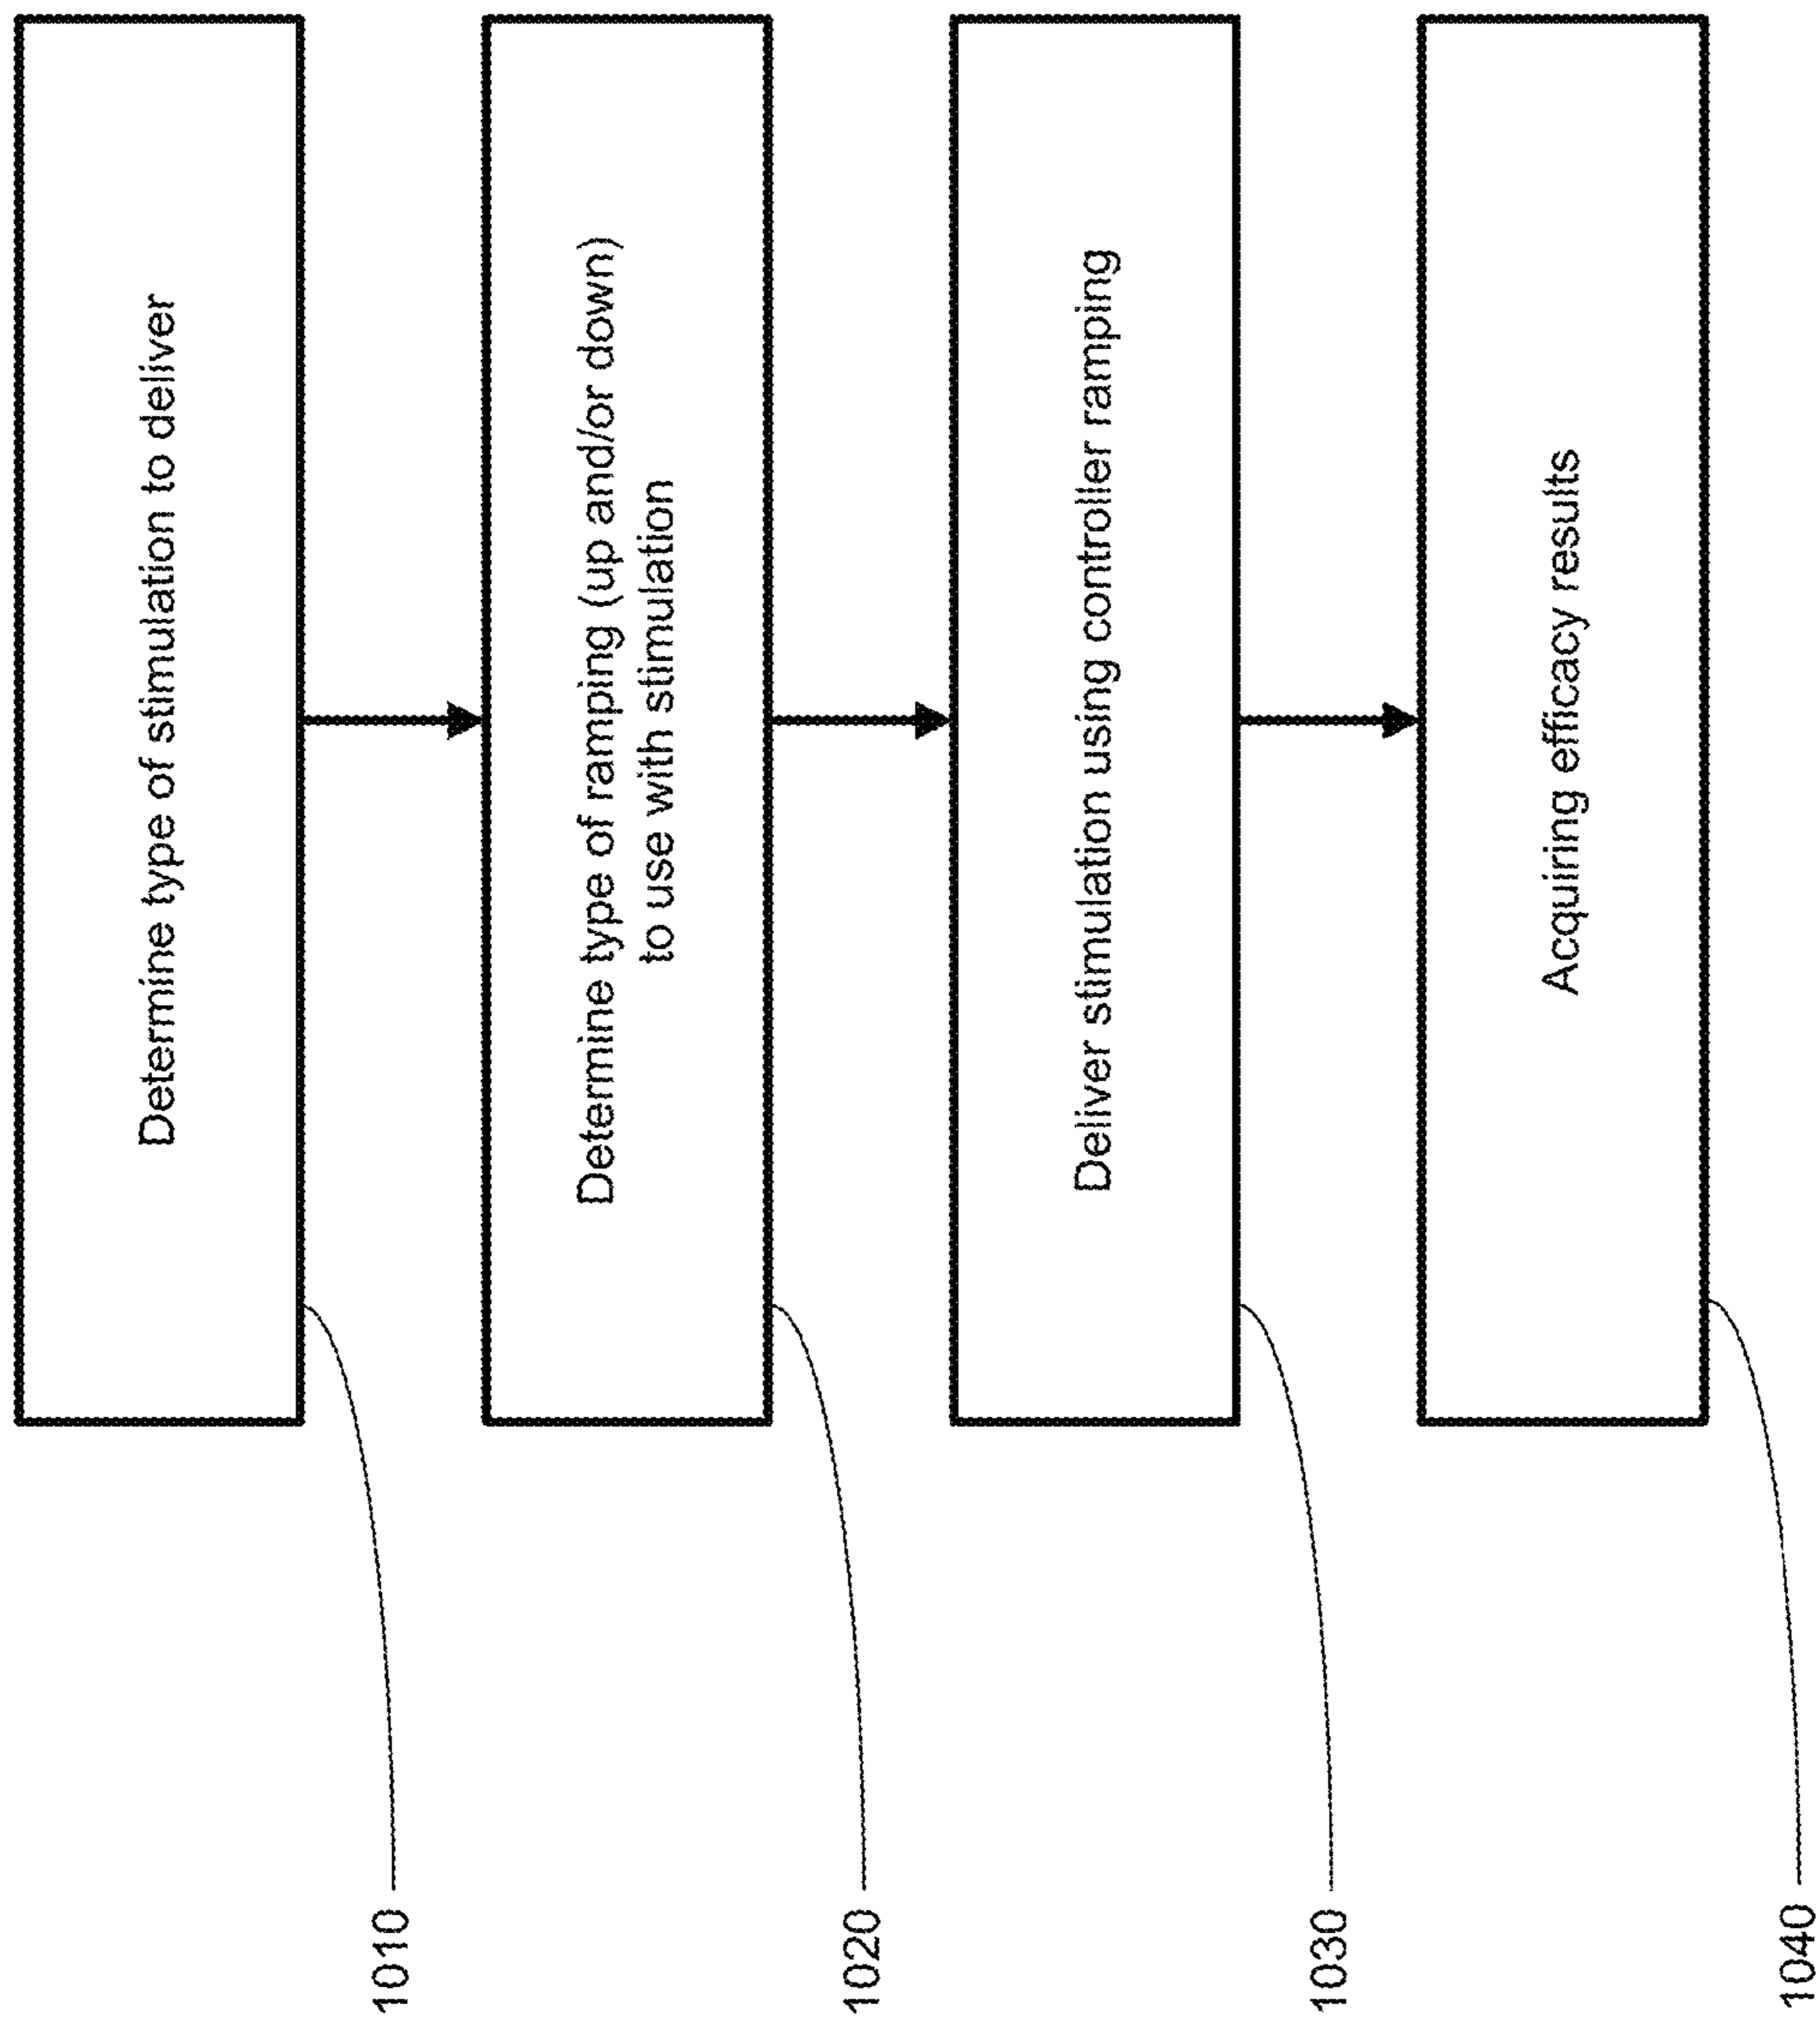 Determine type of stimulation to deliver
1010
Determine type of ramping (up and/or down)
to use with stimulation
1020
Deliver stimulation using controller ramping
1030
Acquiring efficacy results
1040